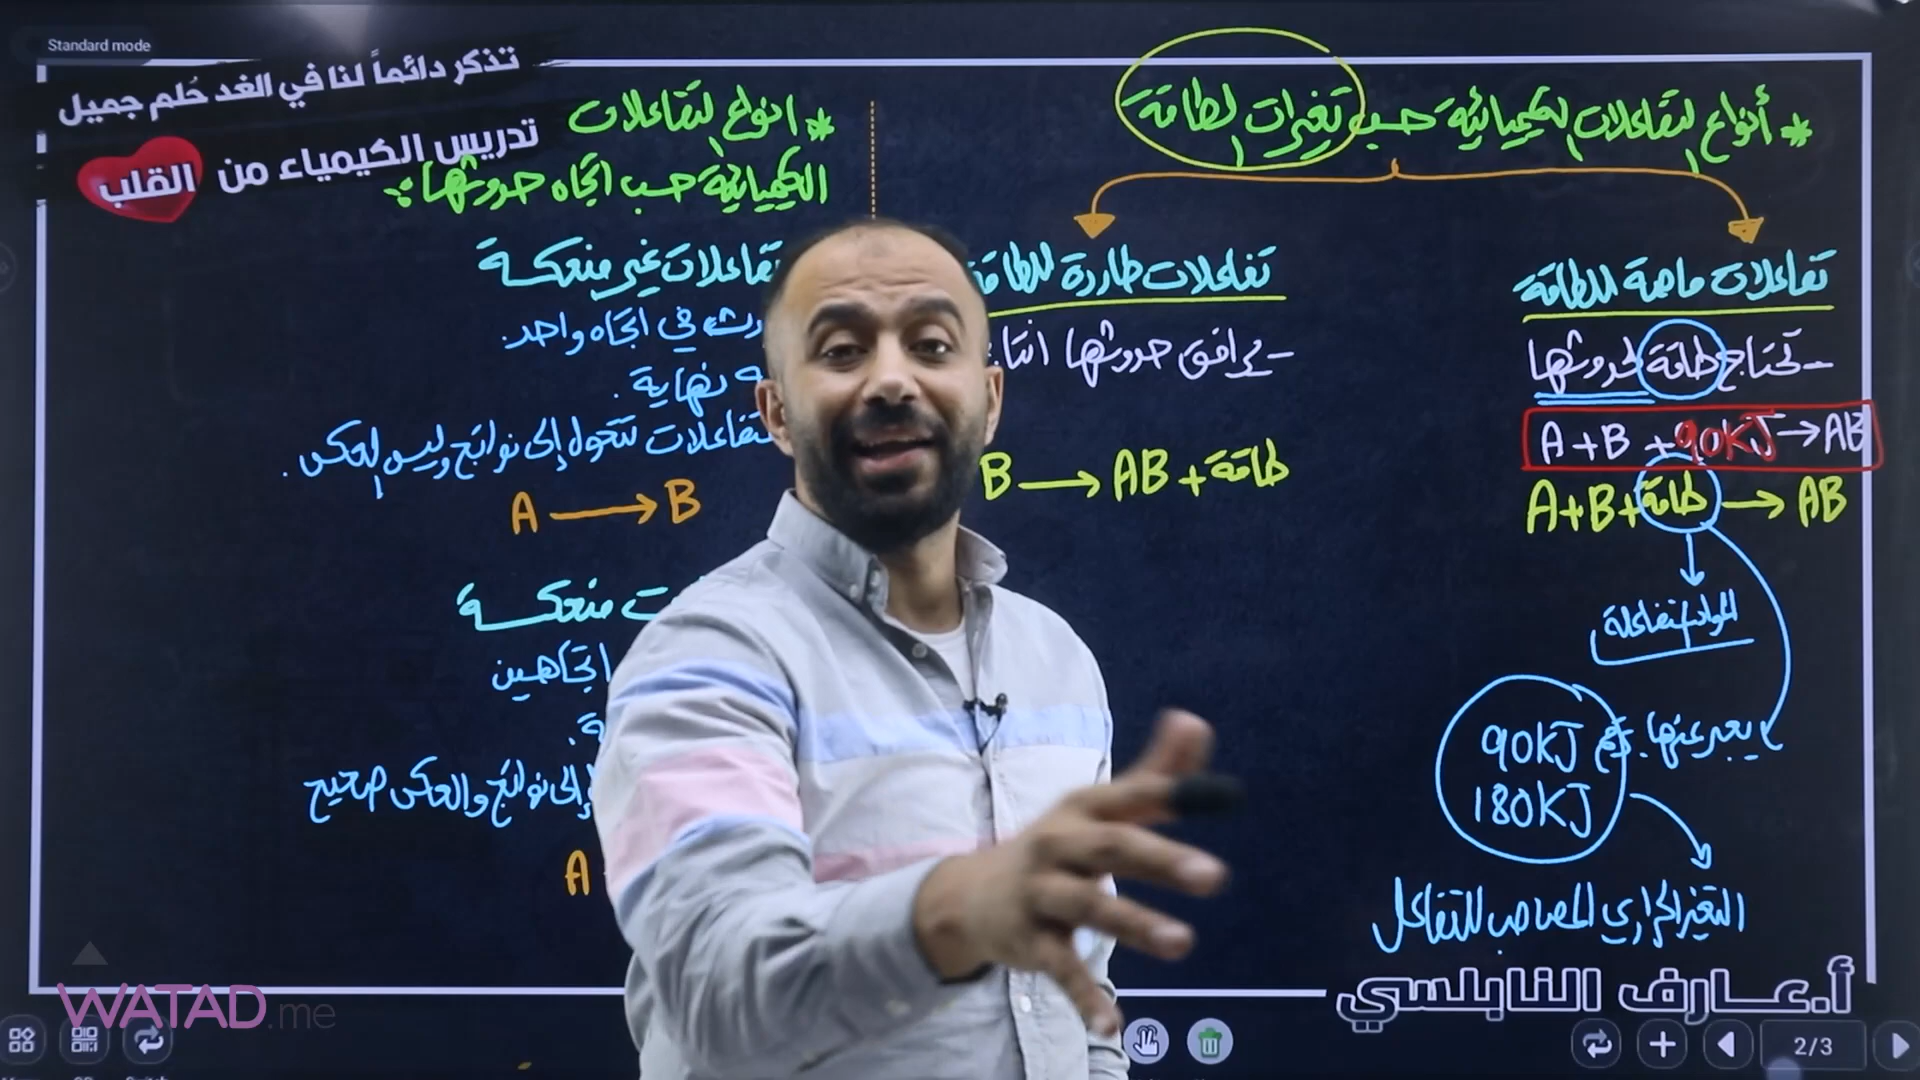 Standard mode
تذكر دائماً لنا في الغد حُلم جميل
تدريس الكيمياء من القلب
* أنواع التفاعلات الكيميائية حسب تغيرات الطاقة
تفاعلات ماصة للطاقة
– تحتاج طاقة لحدوثها
A + B + 90KJ → AB
A + B + طاقة → AB
المواد المتفاعلة
يعبر عنها
90KJ
180KJ
التغير الحراري المصاحب للتفاعل
تفاعلات طاردة للطاقة
– يرافق حدوثها
B → AB + طاقة
* انواع التفاعلات
الكيميائية حسب اتجاه حدوثها :
تفاعلات غير منعكسة
في اتجاه واحد.
نهاية .
تتحول إلى نواتج وليس العكس .
A → B
منعكسة
اتجاهين
إلى نواتج والعكس صحيح
A
أ.عارف النابلسي
WATAD.me
2/3